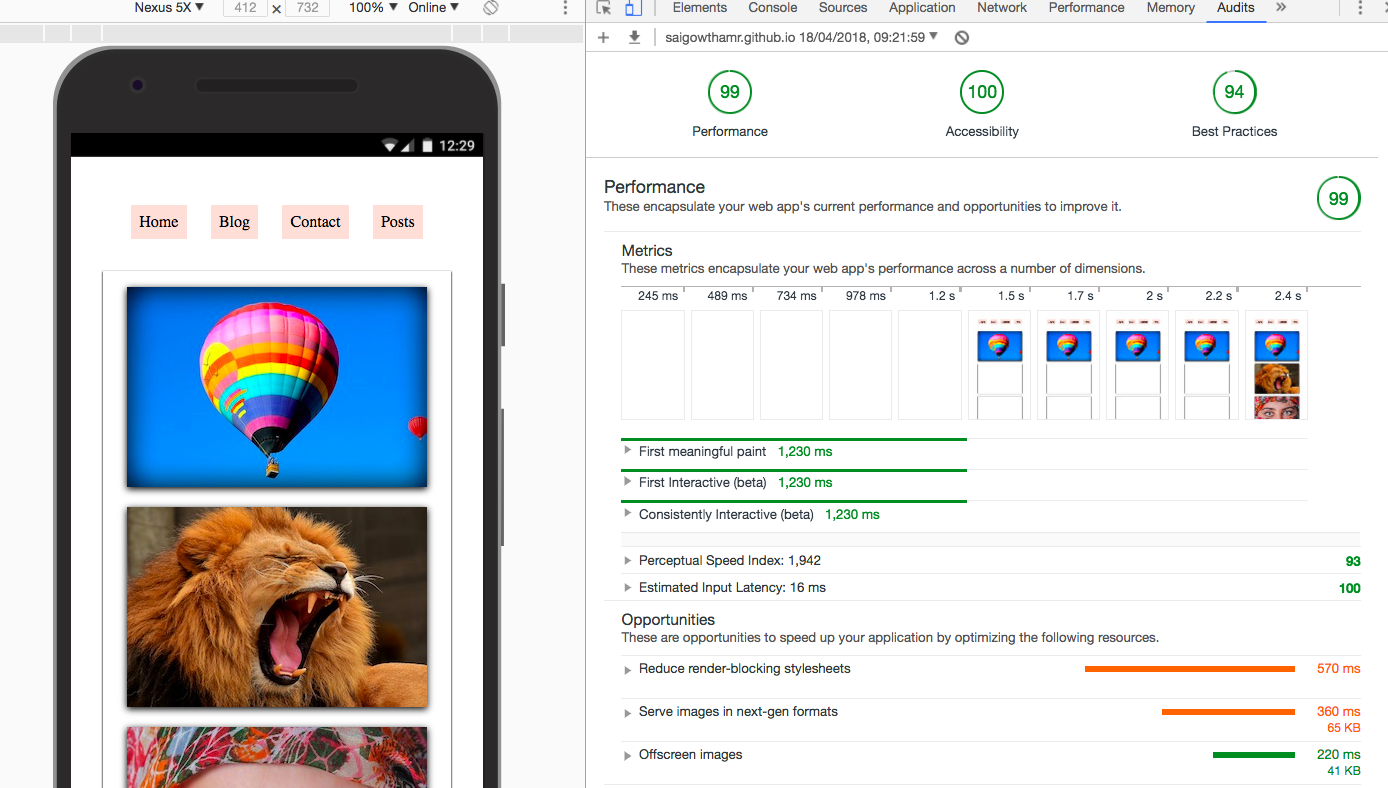 Nexus 5X ▼ 412 × 732 100% ▼ Online ▼
Elements Console Sources Application Network Performance Memory Audits »
saigowthamr.github.io 18/04/2018, 09:21:59 ▼
12:29
Home Blog Contact Posts
99 100 94
Performance Accessibility Best Practices
Performance
These encapsulate your web app's current performance and opportunities to improve it.
99
Metrics
These metrics encapsulate your web app's performance across a number of dimensions.
245 ms 489 ms 734 ms 978 ms 1.2 s 1.5 s 1.7 s 2 s 2.2 s 2.4 s
First meaningful paint 1,230 ms
First Interactive (beta) 1,230 ms
Consistently Interactive (beta) 1,230 ms
Perceptual Speed Index: 1,942 93
Estimated Input Latency: 16 ms 100
Opportunities
These are opportunities to speed up your application by optimizing the following resources.
Reduce render-blocking stylesheets 570 ms
Serve images in next-gen formats 360 ms
65 KB
Offscreen images 220 ms
41 KB